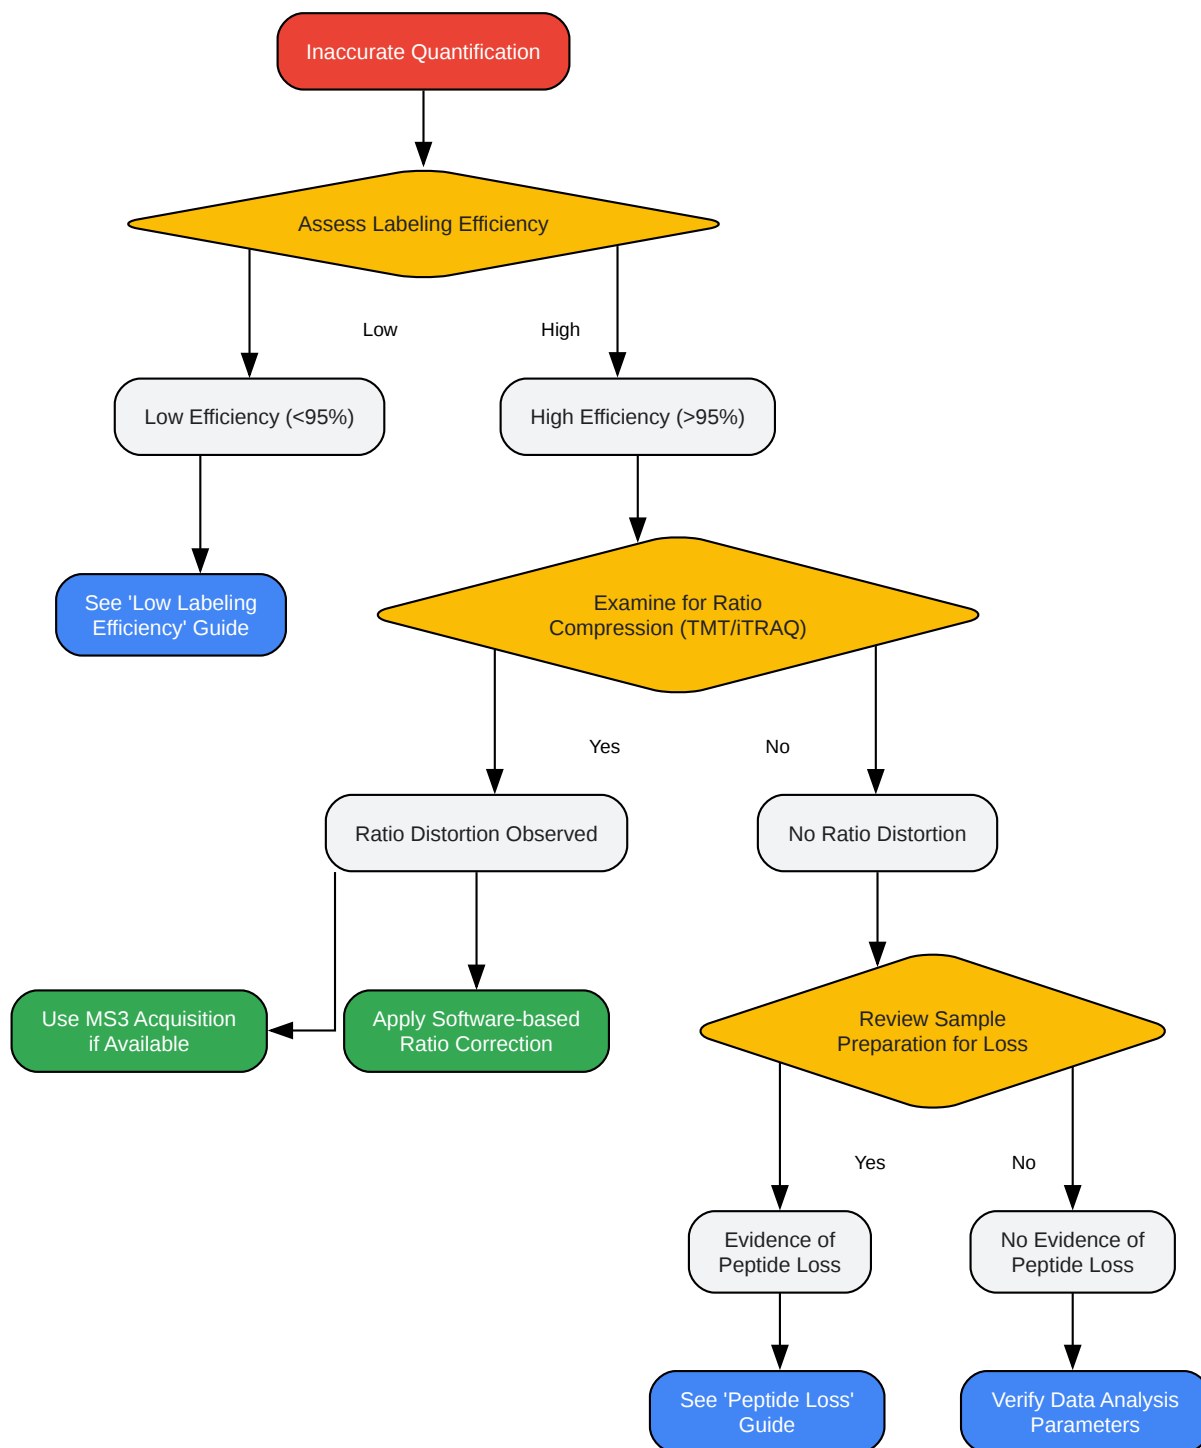 Inaccurate Quantification
Assess Labeling Efficiency
Low
High
Low Efficiency (<95%)
High Efficiency (>95%)
See 'Low Labeling
Efficiency' Guide
Examine for Ratio
Compression (TMT/iTRAQ)
Yes
No
Ratio Distortion Observed
No Ratio Distortion
Use MS3 Acquisition
if Available
Apply Software-based
Ratio Correction
Review Sample
Preparation for Loss
Yes
No
Evidence of
Peptide Loss
No Evidence of
Peptide Loss
See 'Peptide Loss'
Guide
Verify Data Analysis
Parameters